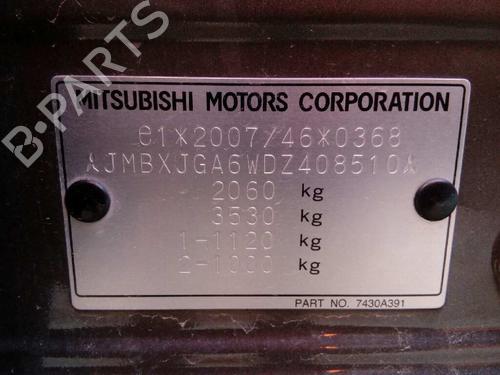 B-PARTS
MITSUBISHI MOTORS CORPORATION
e1*2007/46*0368
JMBXJGA6WDZ408510
2060 kg
3530 kg
1-1120 kg
2-1000 kg
PART NO. 7430A391